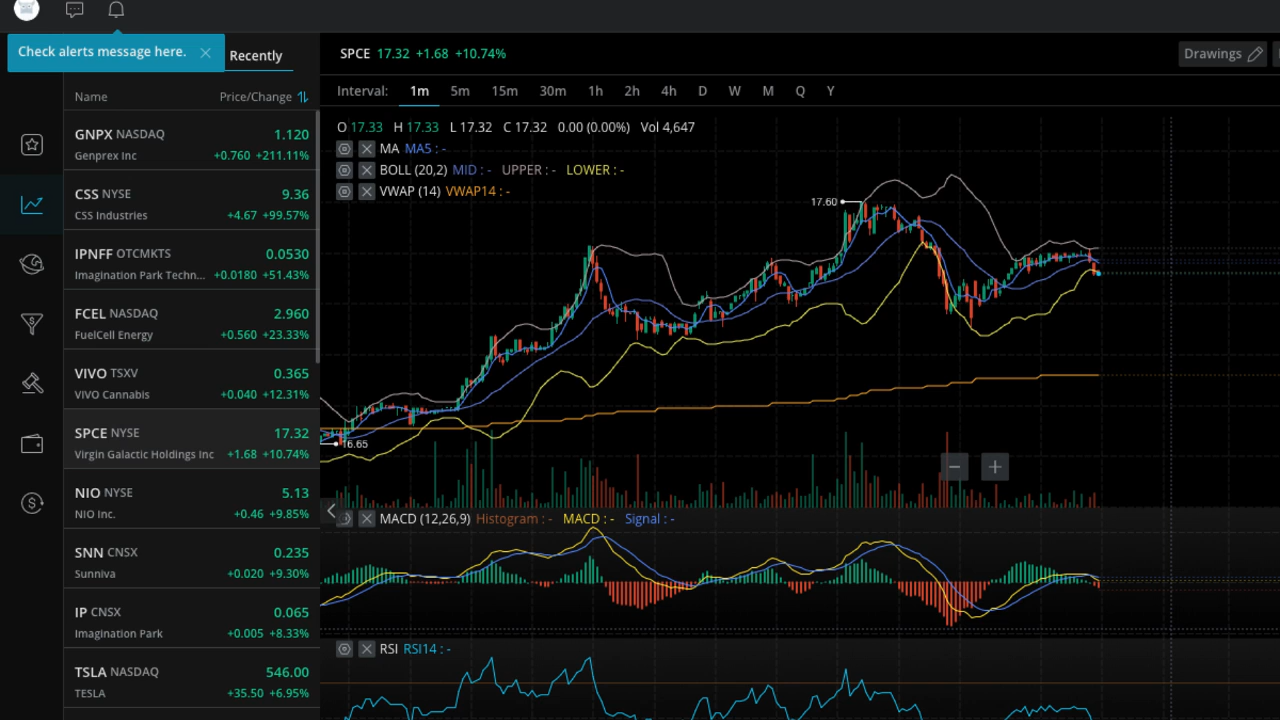 Check alerts message here.
Recently
Name Price/Change
GNPX NASDAQ 1.120
Genprex Inc +0.760 +211.11%
CSS NYSE 9.36
CSS Industries +4.67 +99.57%
IPNFF OTCMKTS 0.0530
Imagination Park Techn... +0.0180 +51.43%
FCEL NASDAQ 2.960
FuelCell Energy +0.560 +23.33%
VIVO TSXV 0.365
VIVO Cannabis +0.040 +12.31%
SPCE NYSE 17.32
Virgin Galactic Holdings Inc +1.68 +10.74%
NIO NYSE 5.13
NIO Inc. +0.46 +9.85%
SNN CNSX 0.235
Sunniva +0.020 +9.30%
IP CNSX 0.065
Imagination Park +0.005 +8.33%
TSLA NASDAQ 546.00
TESLA +35.50 +6.95%
SPCE 17.32 +1.68 +10.74%
Drawings
Interval: 1m 5m 15m 30m 1h 2h 4h D W M Q Y
O 17.33 H 17.33 L 17.32 C 17.32 0.00 (0.00%) Vol 4,647
MA MA5 : -
BOLL (20,2) MID : - UPPER : - LOWER : -
VWAP (14) VWAP14 : -
17.60
16.65
MACD (12,26,9) Histogram : - MACD : - Signal : -
RSI RSI14 : -